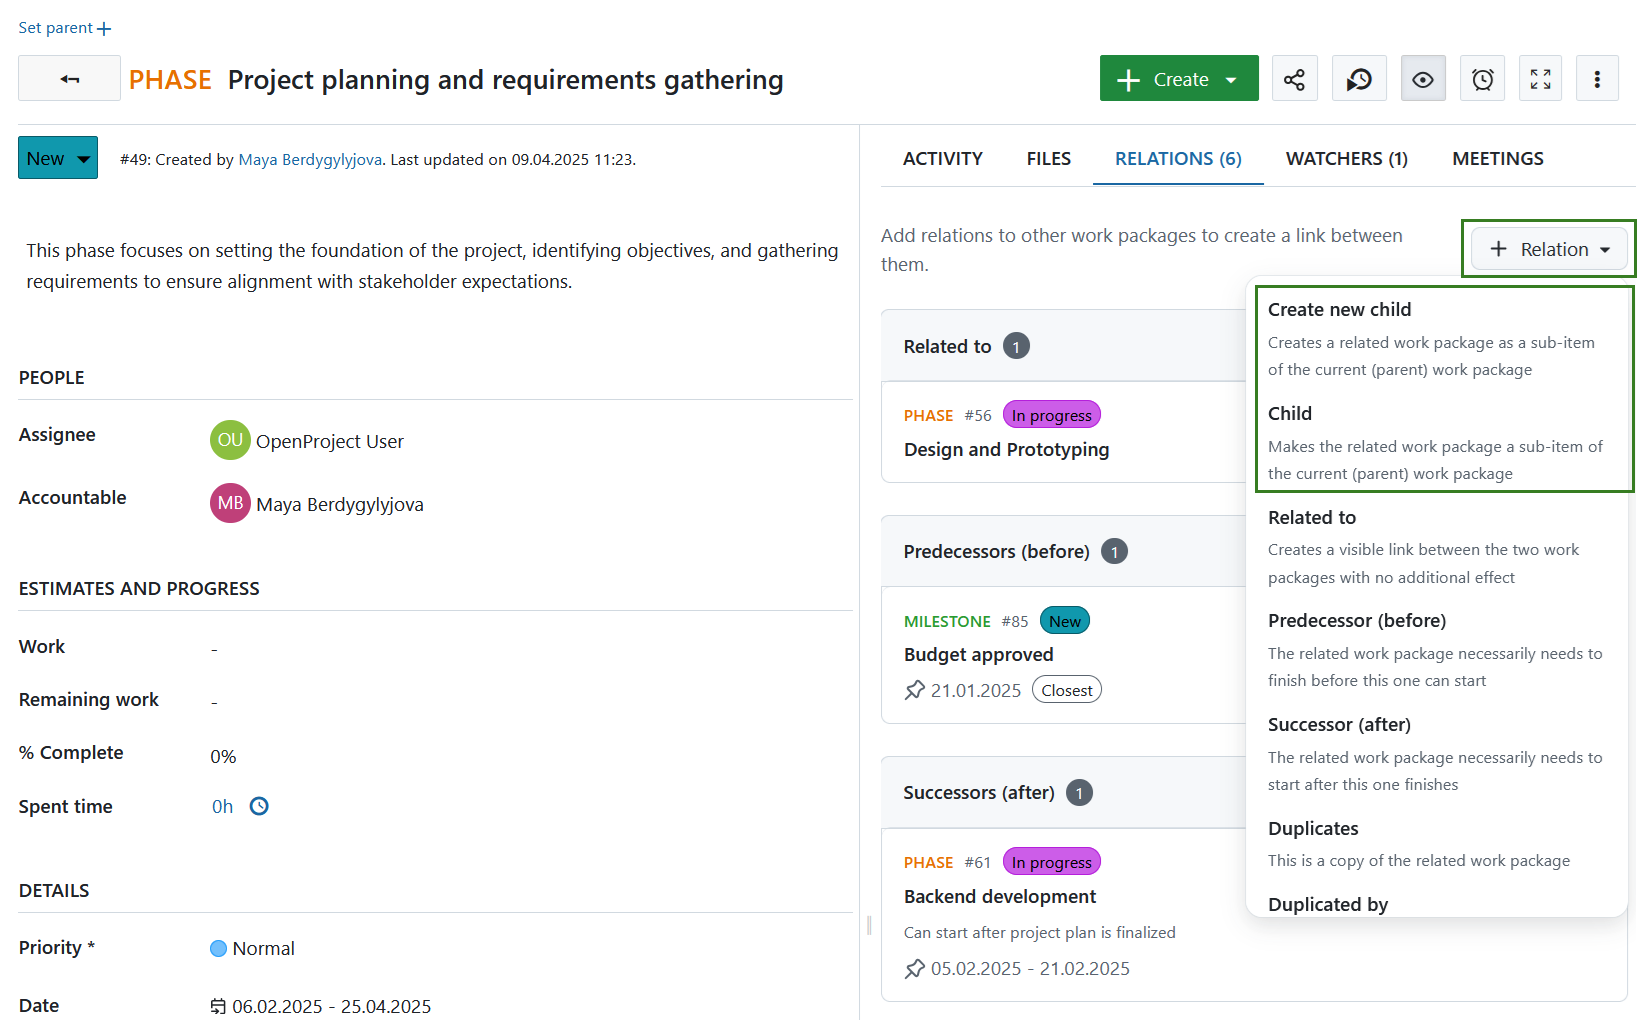 Set parent
PHASE Project planning and requirements gathering
Create
New
#49: Created by Maya Berdygylyjova. Last updated on 09.04.2025 11:23.
This phase focuses on setting the foundation of the project, identifying objectives, and gathering
requirements to ensure alignment with stakeholder expectations.
PEOPLE
Assignee
OU OpenProject User
Accountable
MB Maya Berdygylyjova
ESTIMATES AND PROGRESS
Work -
Remaining work -
% Complete 0%
Spent time 0h
DETAILS
Priority * Normal
Date 06.02.2025 - 25.04.2025
ACTIVITY FILES RELATIONS (6) WATCHERS (1) MEETINGS
Add relations to other work packages to create a link between
them.
Relation
Related to 1
PHASE #56 In progress
Design and Prototyping
Predecessors (before) 1
MILESTONE #85 New
Budget approved
21.01.2025 Closest
Successors (after) 1
PHASE #61 In progress
Backend development
Can start after project plan is finalized
05.02.2025 - 21.02.2025
Create new child
Creates a related work package as a sub-item
of the current (parent) work package
Child
Makes the related work package a sub-item of
the current (parent) work package
Related to
Creates a visible link between the two work
packages with no additional effect
Predecessor (before)
The related work package necessarily needs to
finish before this one can start
Successor (after)
The related work package necessarily needs to
start after this one finishes
Duplicates
This is a copy of the related work package
Duplicated by